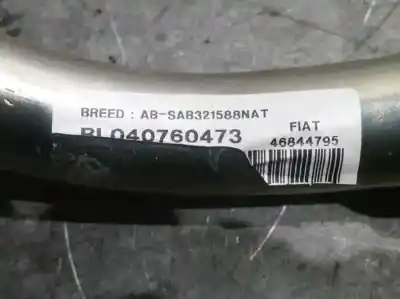 BREED : AB-SAB321588NAT
BL040760473
FIAT
46844795